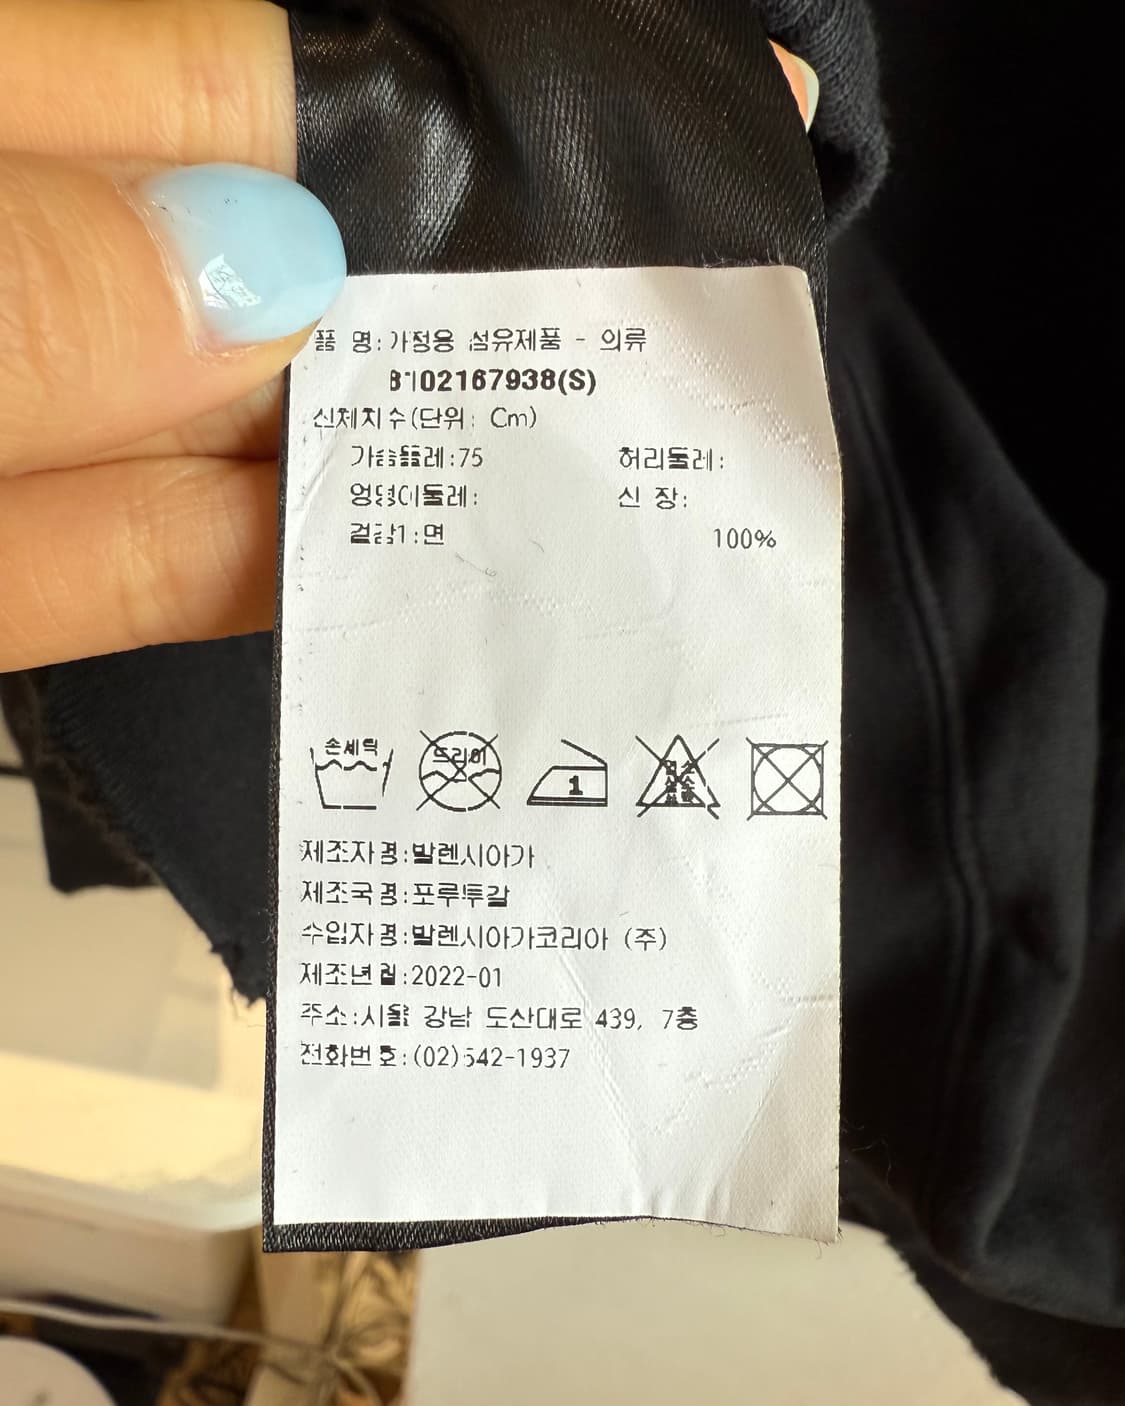 품 명:가정용 섬유제품 - 의류
B102167938(S)
신체치수(단위: Cm)
가슴둘레:75 허리둘레:
엉덩이둘레: 신 장:
겉감1:면 100%
손세탁
드라이
1
제조자명:발렌시아가
제조국명:포루투갈
수입자명:발렌시아가코리아 (주)
제조년월:2022-01
주소:서울 강남 도산대로 439, 7층
전화번호:(02)542-1937